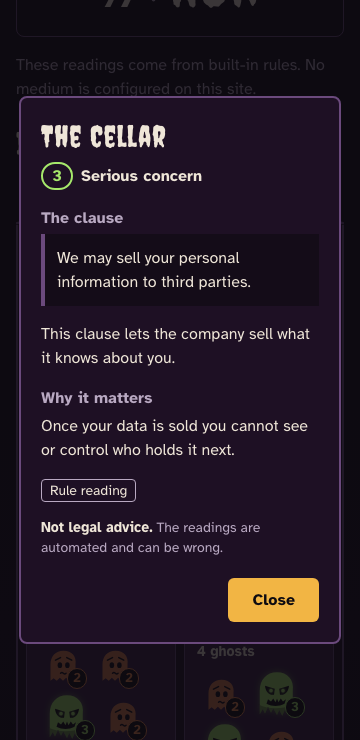 These readings come from built-in rules. No
medium is configured on this site.
THE CELLAR
3 Serious concern
The clause
We may sell your personal
information to third parties.
This clause lets the company sell what
it knows about you.
Why it matters
Once your data is sold you cannot see
or control who holds it next.
Rule reading
Not legal advice. The readings are
automated and can be wrong.
Close
4 ghosts
2 2 2 3
3 2